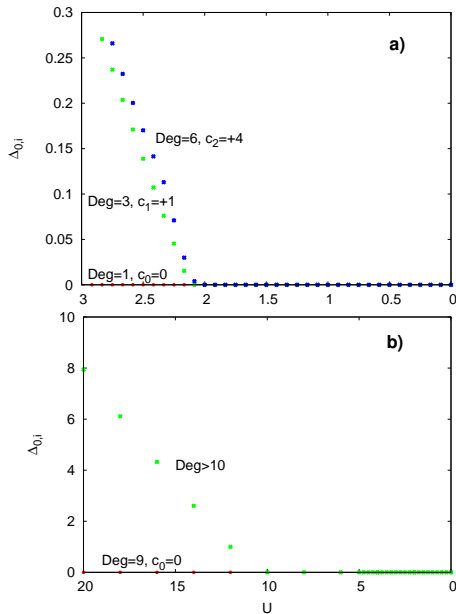 0.3
a)
0.25
0.2
Deg=6, c2=+4
Δ0,i
0.15
0.1
Deg=3, c1=+1
0.05
Deg=1, c0=0
0
3 2.5 2 1.5 1 0.5 0
10
b)
8
6
Δ0,i
Deg>10
4
2
Deg=9, c0=0
0
20 15 10 5 0
U